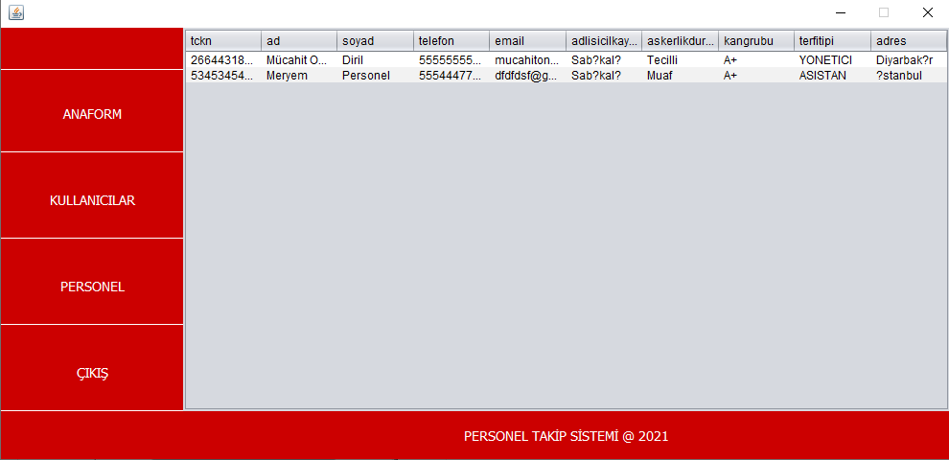 tckn ad soyad telefon email adlisicilkay... askerlikdur... kangrubu terfitipi adres
26644318... Mücahit O... Diril 55555555... mucahiton... Sab?kal? Tecilli A+ YONETICI Diyarbak?r
53453454... Meryem Personel 55544477... dfdfdsf@g... Sab?kal? Muaf A+ ASISTAN ?stanbul
ANAFORM
KULLANICILAR
PERSONEL
ÇIKIŞ
PERSONEL TAKİP SİSTEMİ @ 2021